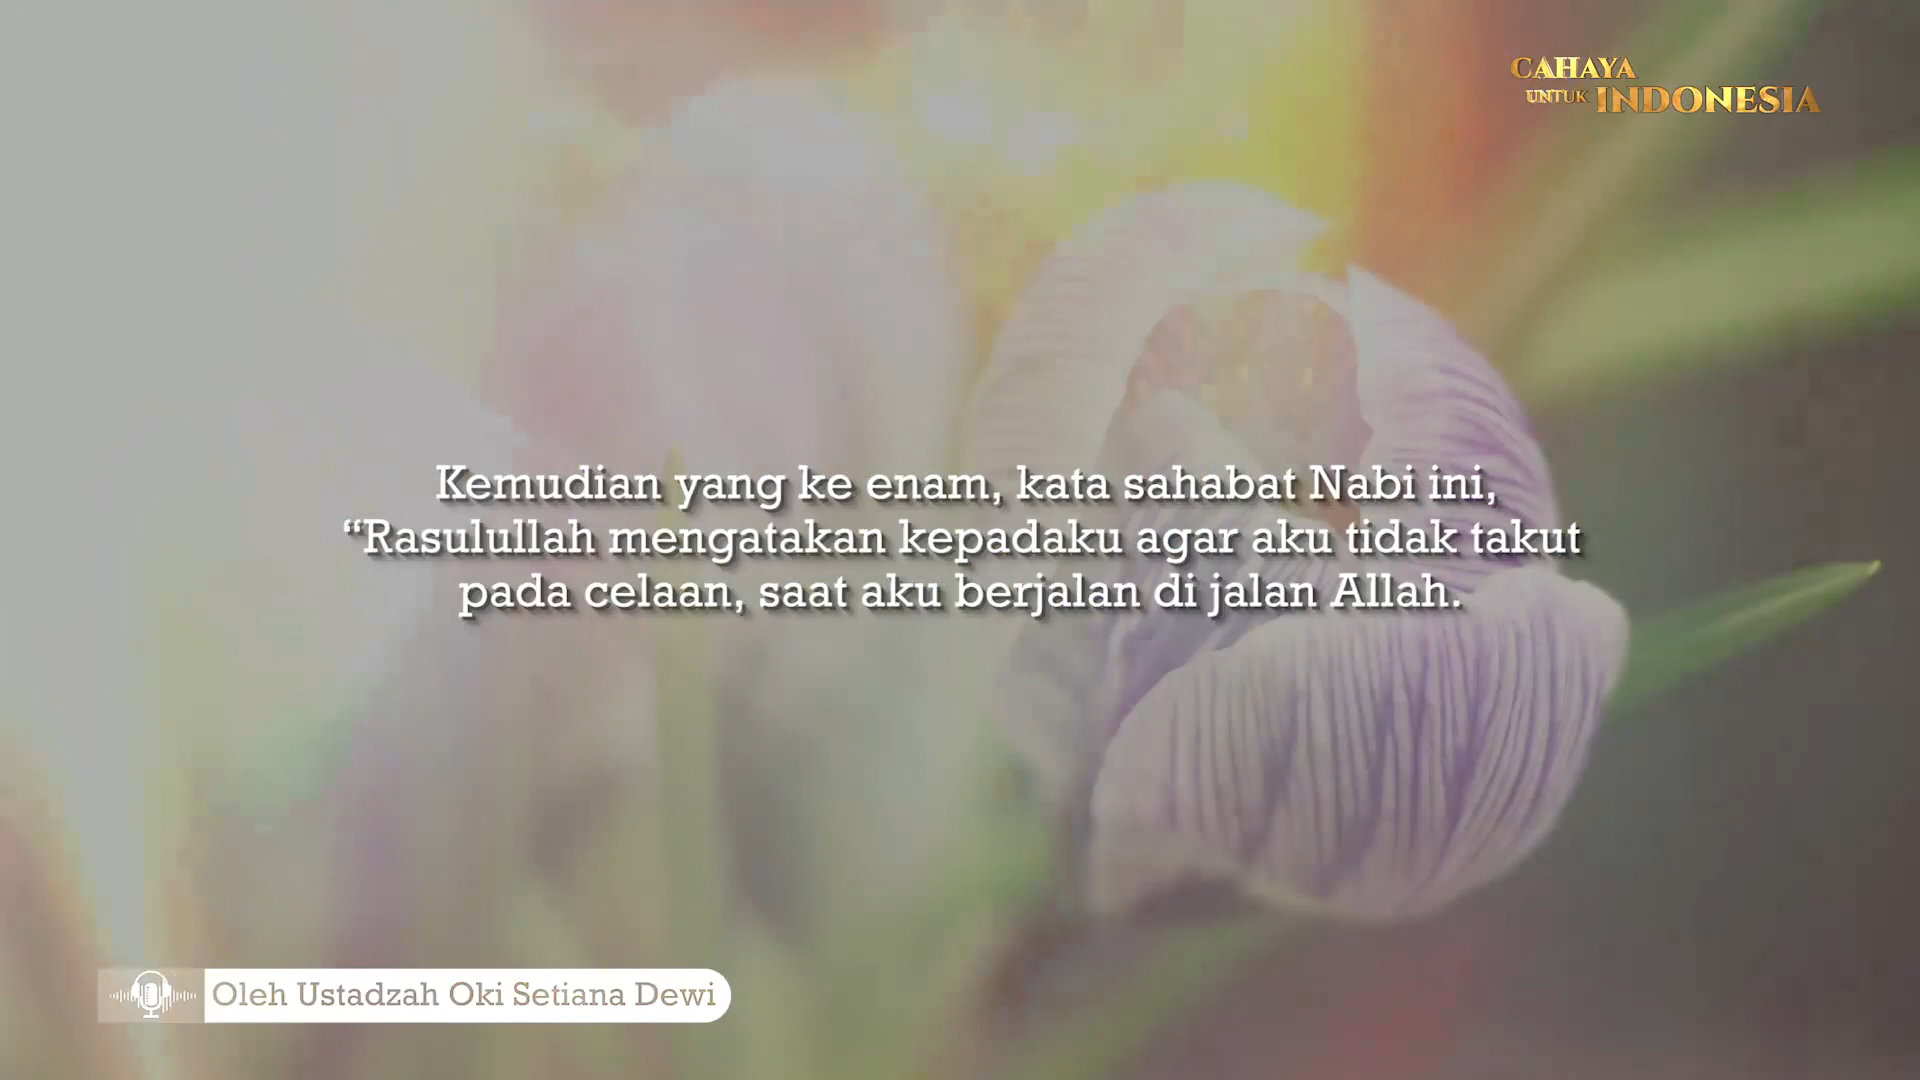 CAHAYA
UNTUK INDONESIA
Kemudian yang ke enam, kata sahabat Nabi ini,
“Rasulullah mengatakan kepadaku agar aku tidak takut
pada celaan, saat aku berjalan di jalan Allah.
Oleh Ustadzah Oki Setiana Dewi